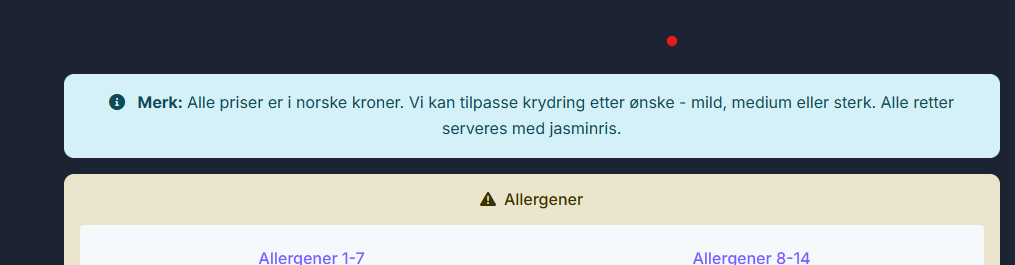 Merk: Alle priser er i norske kroner. Vi kan tilpasse krydring etter ønske - mild, medium eller sterk. Alle retter
serveres med jasminris.
Allergener
Allergener 1-7
Allergener 8-14